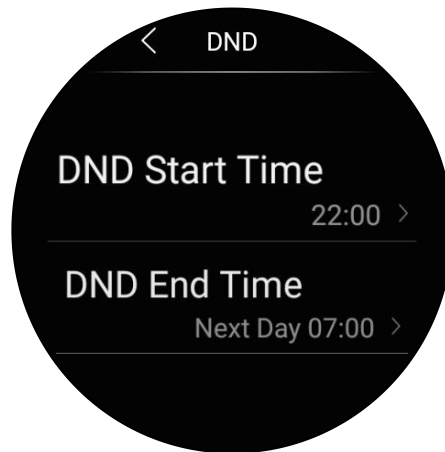 DND
DND Start Time
22:00
DND End Time
Next Day 07:00